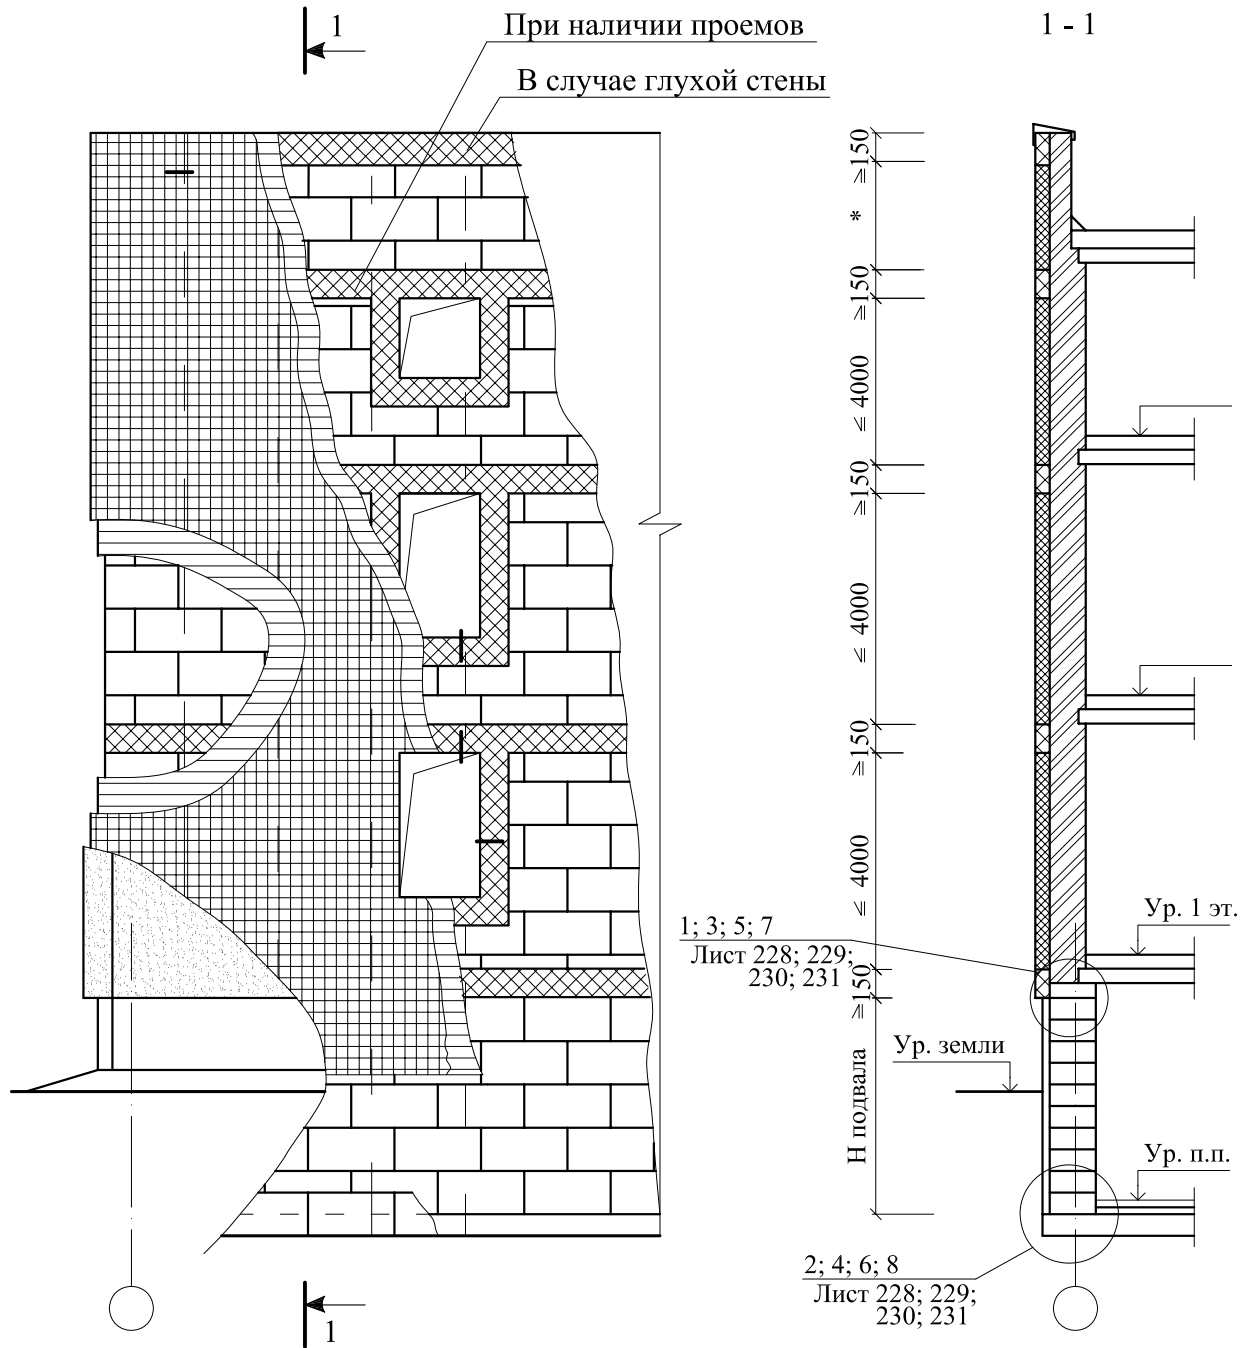 1
При наличии проемов
В случае глухой стены
1 - 1
≥150
*
≥150
≤ 4000
≥150
≤ 4000
≥150
≤ 4000
≥150
Н подвала
1; 3; 5; 7
Лист 228; 229;
230; 231
Ур. 1 эт.
Ур. земли
Ур. п.п.
2; 4; 6; 8
Лист 228; 229;
230; 231
1